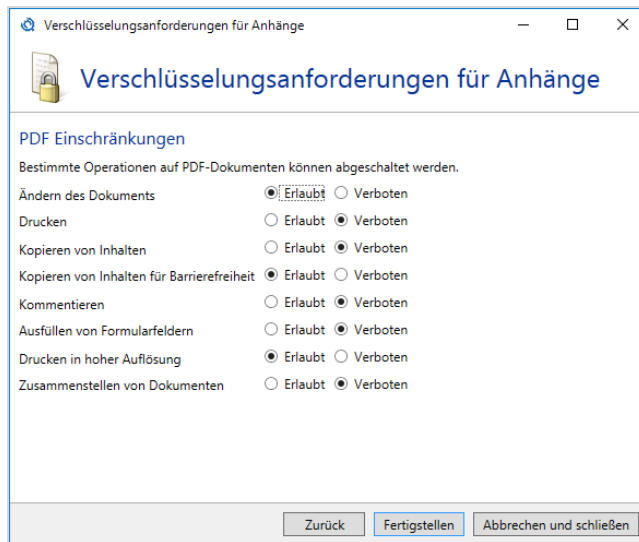 Verschlüsselungsanforderungen für Anhänge
Verschlüsselungsanforderungen für Anhänge
PDF Einschränkungen
Bestimmte Operationen auf PDF-Dokumenten können abgeschaltet werden.
Ändern des Dokuments Erlaubt Verboten
Drucken Erlaubt Verboten
Kopieren von Inhalten Erlaubt Verboten
Kopieren von Inhalten für Barrierefreiheit Erlaubt Verboten
Kommentieren Erlaubt Verboten
Ausfüllen von Formularfeldern Erlaubt Verboten
Drucken in hoher Auflösung Erlaubt Verboten
Zusammenstellen von Dokumenten Erlaubt Verboten
Zurück Fertigstellen Abbrechen und schließen